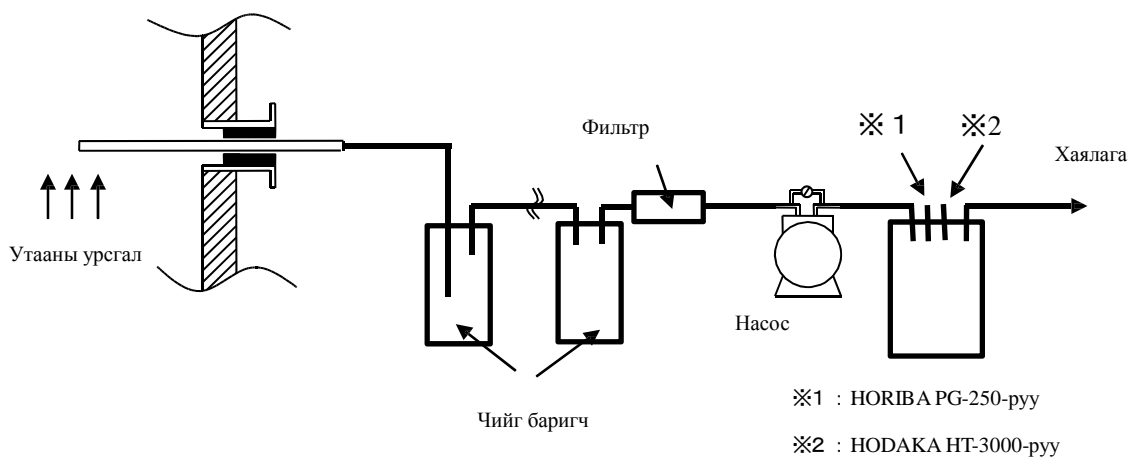 Фильтр
※ 1
※2
Хаялага
Утааны урсгал
Насос
Чийг баригч
※1 : HORIBA PG-250-руу
※2 : HODAKA HT-3000-руу